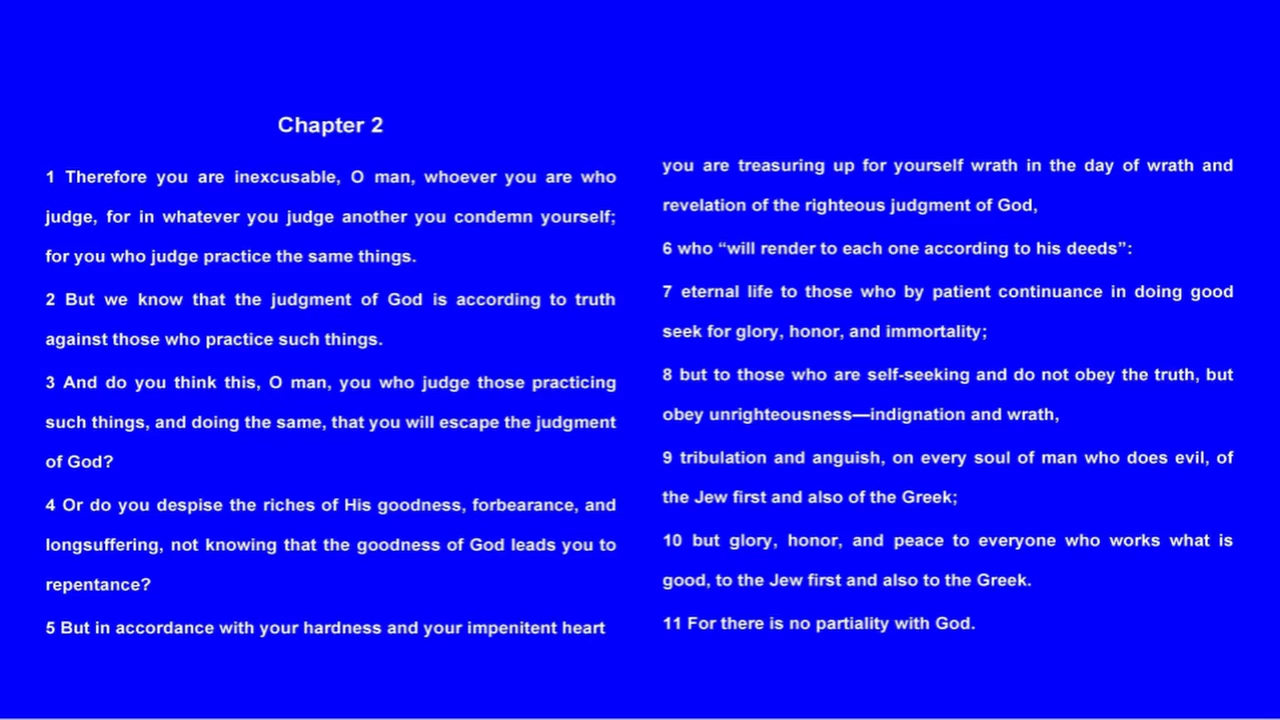 Chapter 2
1 Therefore you are inexcusable, O man, whoever you are who
judge, for in whatever you judge another you condemn yourself;
for you who judge practice the same things.
2 But we know that the judgment of God is according to truth
against those who practice such things.
3 And do you think this, O man, you who judge those practicing
such things, and doing the same, that you will escape the judgment
of God?
4 Or do you despise the riches of His goodness, forbearance, and
longsuffering, not knowing that the goodness of God leads you to
repentance?
5 But in accordance with your hardness and your impenitent heart
you are treasuring up for yourself wrath in the day of wrath and
revelation of the righteous judgment of God,
6 who “will render to each one according to his deeds”:
7 eternal life to those who by patient continuance in doing good
seek for glory, honor, and immortality;
8 but to those who are self-seeking and do not obey the truth, but
obey unrighteousness—indignation and wrath,
9 tribulation and anguish, on every soul of man who does evil, of
the Jew first and also of the Greek;
10 but glory, honor, and peace to everyone who works what is
good, to the Jew first and also to the Greek.
11 For there is no partiality with God.